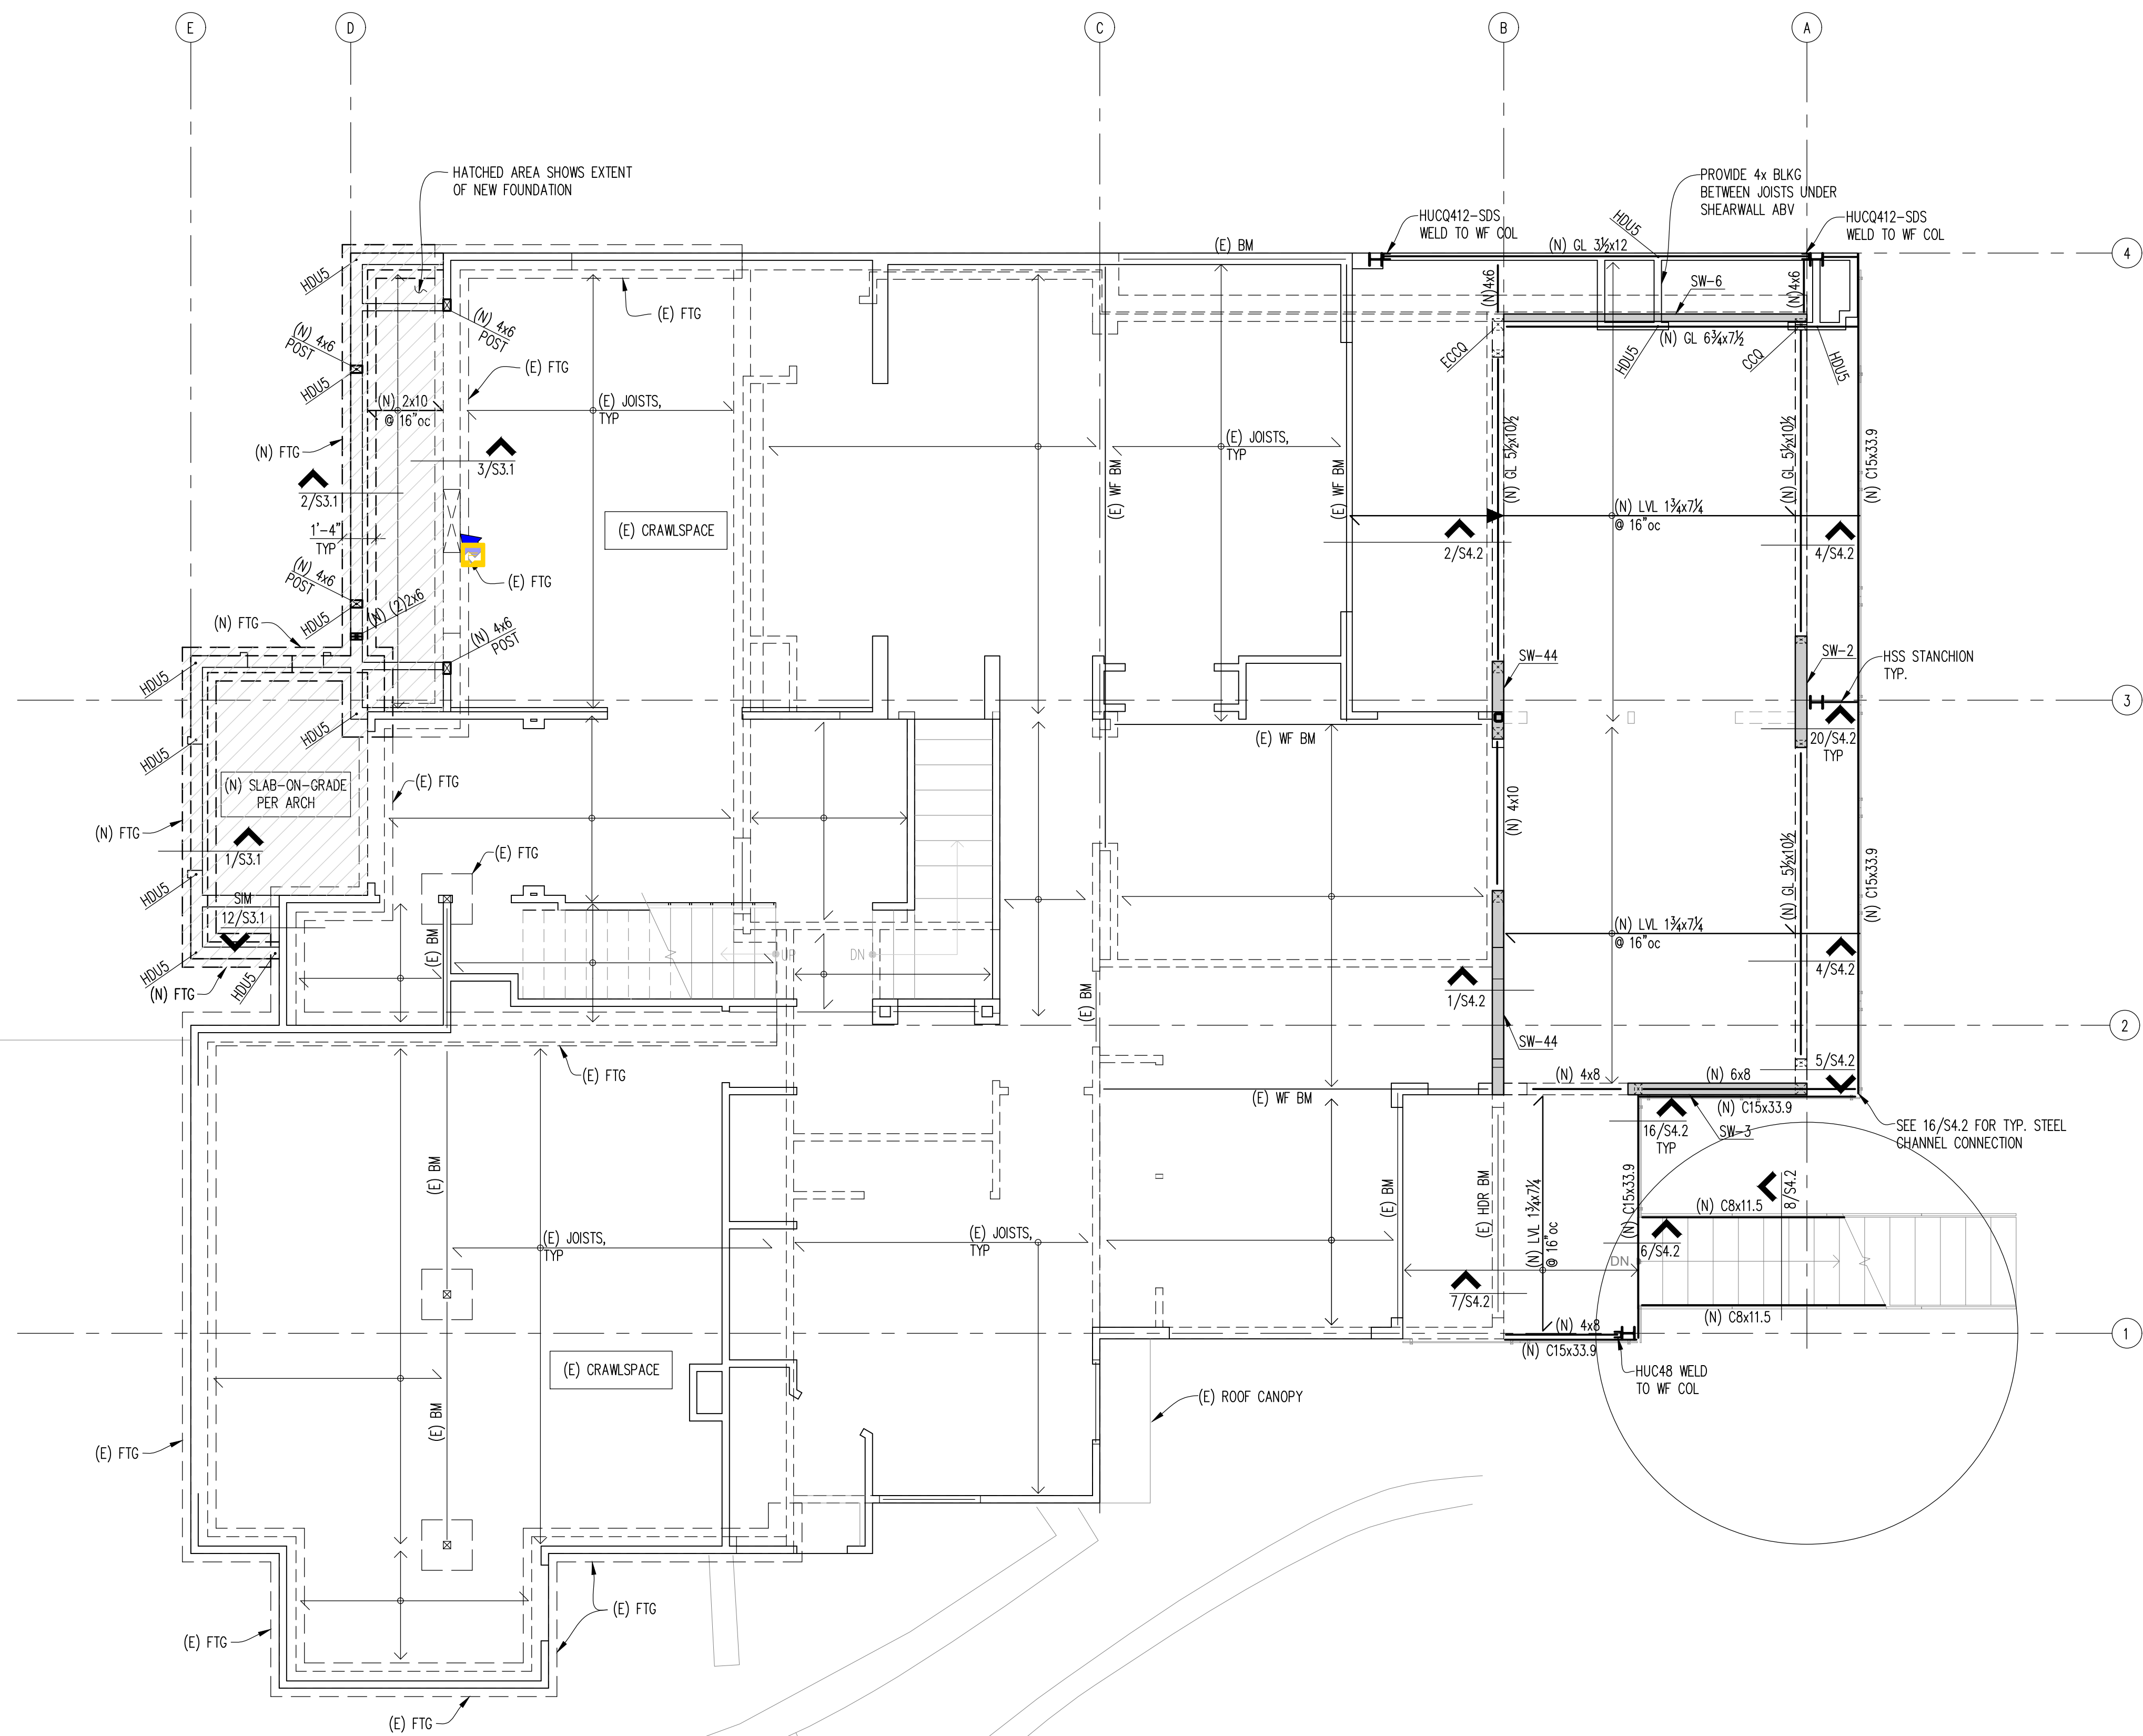 E
D
C
B
A
HATCHED AREA SHOWS EXTENT
OF NEW FOUNDATION
PROVIDE 4x BLKG
BETWEEN JOISTS UNDER
SHEARWALL ABV
HUCQ412-SDS
WELD TO WF COL
HDU5
HUCQ412-SDS
WELD TO WF COL
(E) BM
(N) GL 3½x12
4
HDU5
(N) 4x6
POST
(E) FTG
(N)4x6
SW-6
(N)4x6
(N) 4x6
POST
HDU5
(E) FTG
ECCQ
HDU5
(N) GL 6¾x7½
CCQ
HDU5
(N) 2x10
@ 16"oc
(E) JOISTS,
TYP
(E) JOISTS,
TYP
(N) FTG
3/S3.1
2/S3.1
(E) WF BM
(E) WF BM
(N) GL 5½x10½
(N) GL 5½x10½
(N) C15x33.9
(N) LVL 1¾x7¼
@ 16"oc
1'-4"
TYP
(E) CRAWLSPACE
2/S4.2
4/S4.2
(N) 4x6
POST
(E) FTG
HDU5
(N) (2)2x6
(N) FTG
(N) 4x6
POST
SW-44
SW-2
HSS STANCHION
TYP.
HDU5
3
HDU5
HDU5
(E) WF BM
20/S4.2
TYP
(N) SLAB-ON-GRADE
PER ARCH
(E) FTG
(N) 4x10
(N) FTG
1/S3.1
(E) FTG
(N) GL 5½x10½
(N) C15x33.9
HDU5
SIM
12/S3.1
(E) BM
UP
DN
(N) LVL 1¾x7¼
@ 16"oc
HDU5
(N) FTG
HDU5
(E) BM
1/S4.2
4/S4.2
2
SW-44
(E) FTG
5/S4.2
(N) 4x8
(N) 6x8
(E) WF BM
(N) C15x33.9
16/S4.2
TYP
SW-3
SEE 16/S4.2 FOR TYP. STEEL
CHANNEL CONNECTION
(E) BM
(E) BM
(E) HDR BM
(N) LVL 1¾x7¼
@ 16"oc
(N) C15x33.9
8/S4.2
(N) C8x11.5
(E) JOISTS,
TYP
(E) JOISTS,
TYP
6/S4.2
DN
7/S4.2
(N) C8x11.5
(N) 4x8
1
(N) C15x33.9
(E) CRAWLSPACE
HUC48 WELD
TO WF COL
(E) BM
(E) ROOF CANOPY
(E) FTG
(E) FTG
(E) FTG
(E) FTG